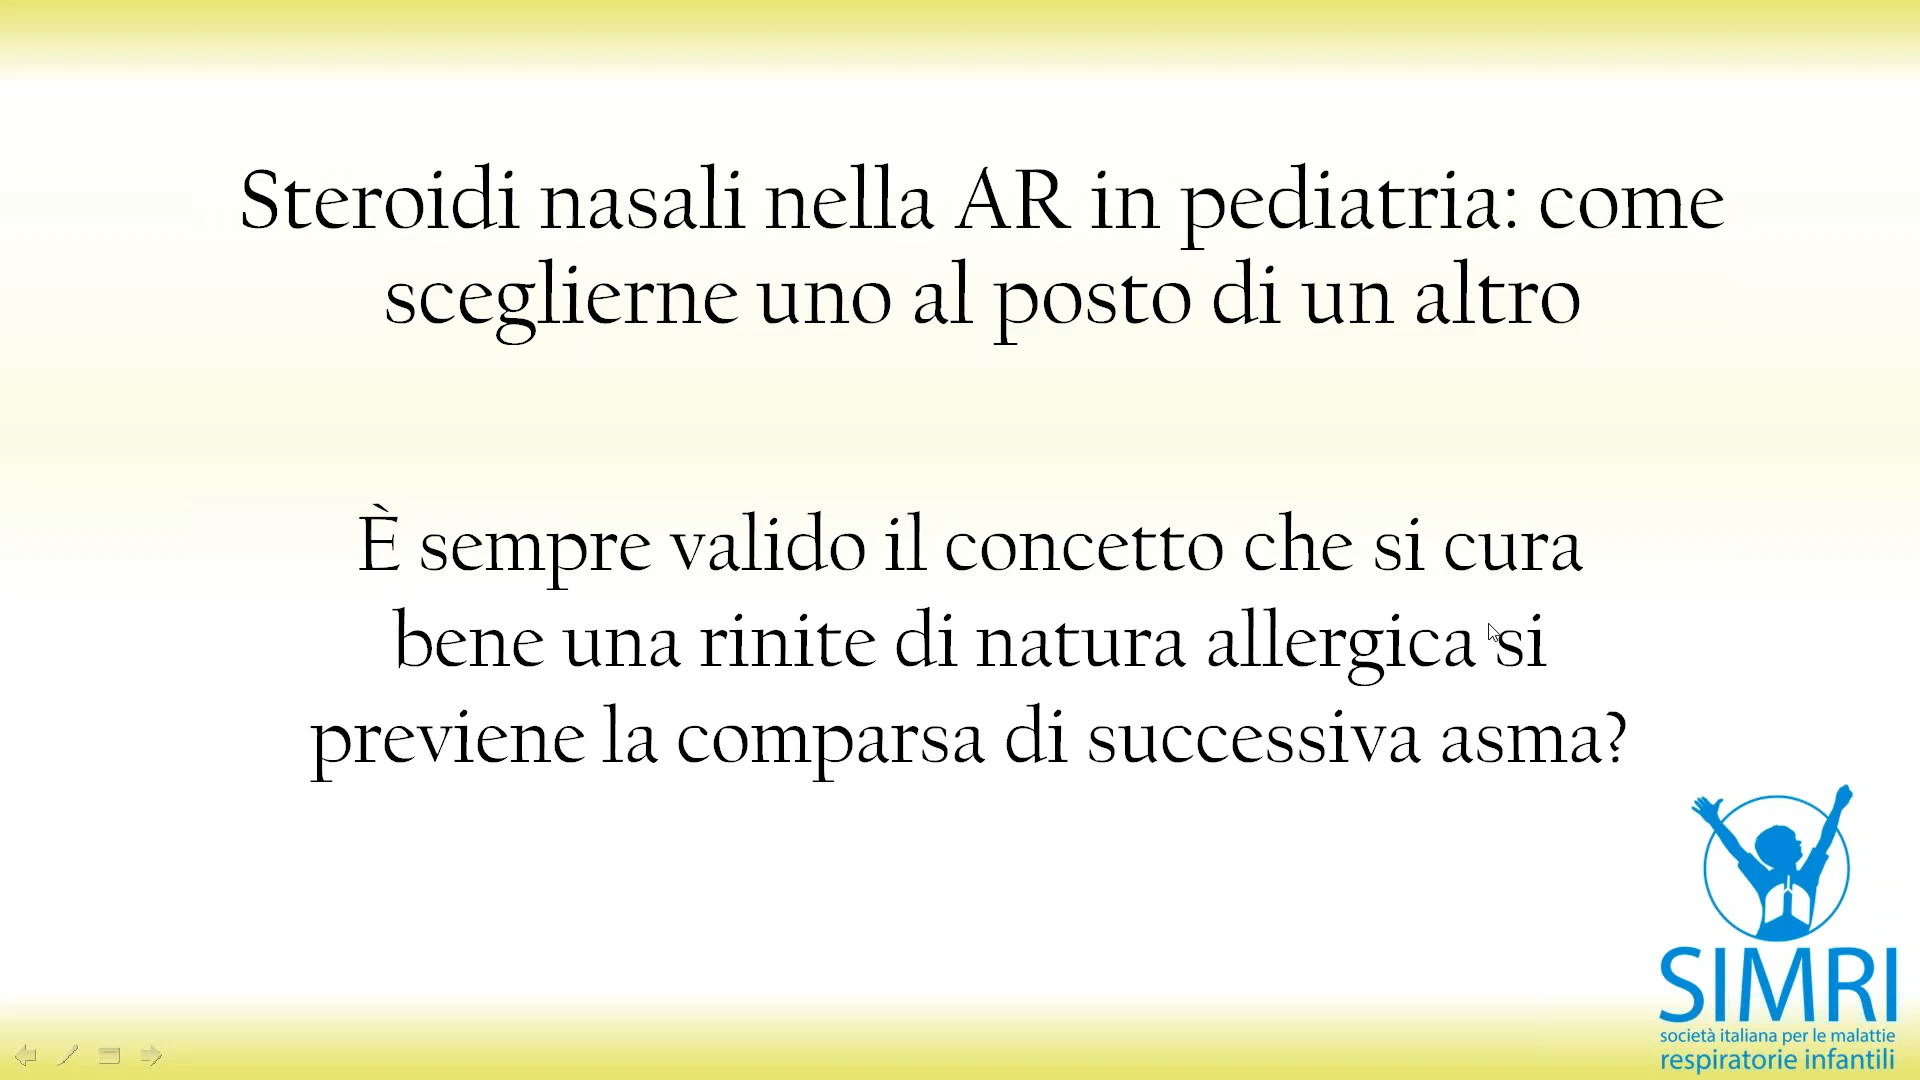 Steroidi nasali nella AR in pediatria: come
sceglierne uno al posto di un altro
È sempre valido il concetto che si cura
bene una rinite di natura allergica si
previene la comparsa di successiva asma?
SIMRI
società italiana per le malattie
respiratorie infantili